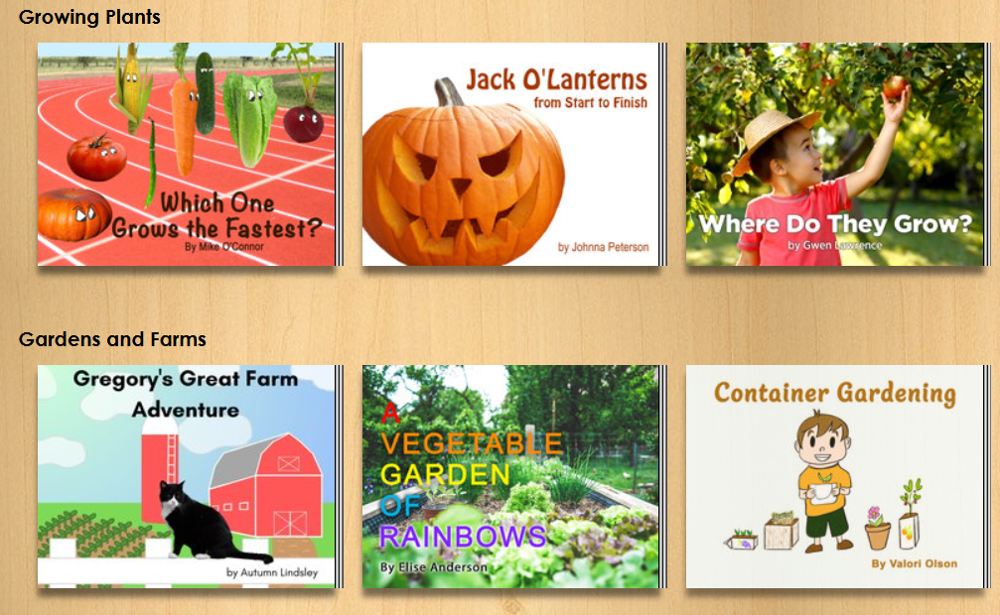 Growing Plants
Which One
Grows the Fastest?
By Mike O'Connor
Jack O'Lanterns
from Start to Finish
by Johnna Peterson
Where Do They Grow?
by Gwen Lawrence
Gardens and Farms
Gregory's Great Farm
Adventure
by Autumn Lindsley
A
VEGETABLE
GARDEN
OF
RAINBOWS
By Elise Anderson
Container Gardening
By Valori Olson